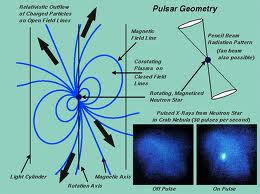 Relativistic Outflow
of Charged Particles
on Open Field Lines
Pulsar Geometry
Magnetic
Field Line
Pencil Beam
Radiation Pattern
(fan beam
also possible)
Corotating
Plasma on
Closed Field
Lines
Rotating, Magnetized
Neutron Star
Pulsed X-Rays from Neutron Star
in Crab Nebula (30 pulses per second)
Magnetic Axis
Light Cylinder
Rotation Axis
Off Pulse
On Pulse